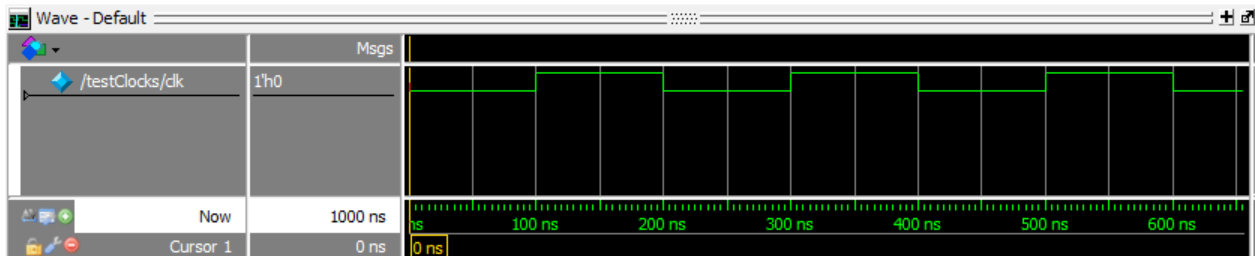 Wave - Default
Msgs
/testClocks/clk 1'h0
Now 1000 ns
ns 100 ns 200 ns 300 ns 400 ns 500 ns 600 ns
Cursor 1 0 ns 0 ns